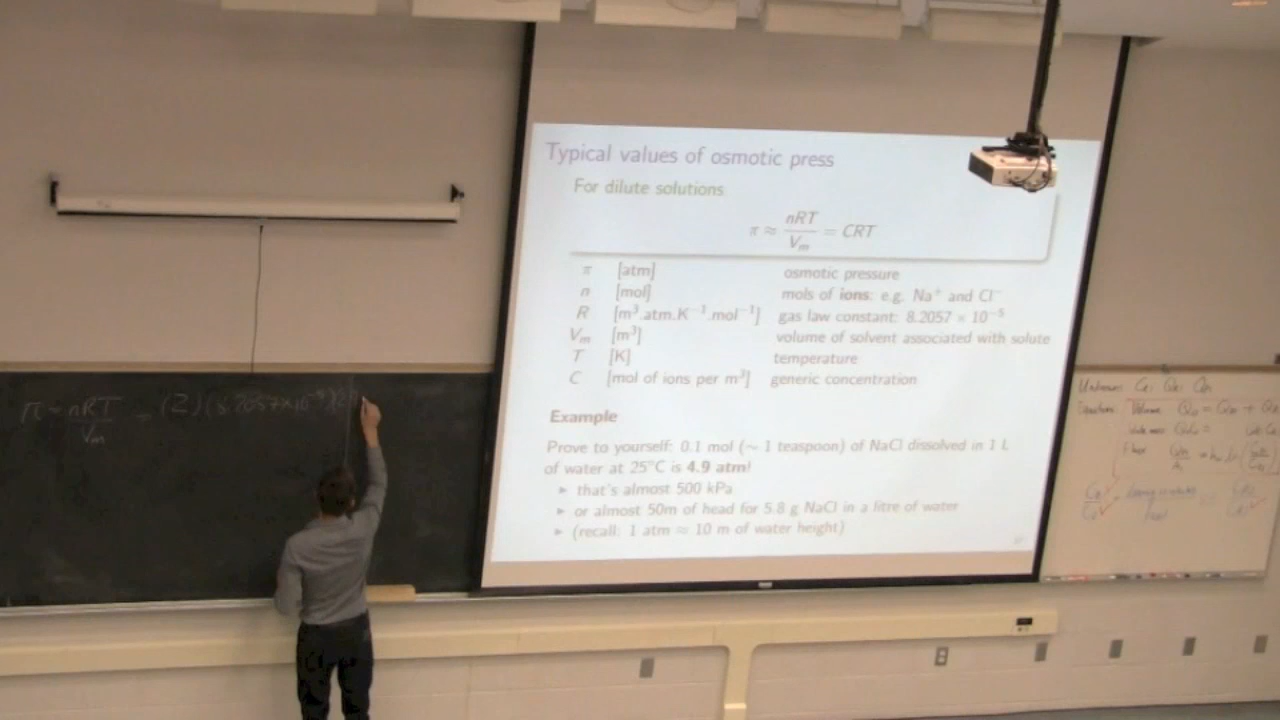 Typical values of osmotic press
For dilute solutions
π ≈ nRT / V_m = CRT
π [atm] osmotic pressure
n [mol] mols of ions: e.g. Na⁺ and Cl⁻
R [m³.atm.K⁻¹.mol⁻¹] gas law constant: 8.2057 × 10⁻⁵
V_m [m³] volume of solvent associated with solute
T [K] temperature
C [mol of ions per m³] generic concentration
Example
Prove to yourself: 0.1 mol (∼ 1 teaspoon) of NaCl dissolved in 1 L
of water at 25°C is 4.9 atm!
► that's almost 500 kPa
► or almost 50m of head for 5.8 g NaCl in a litre of water
► (recall: 1 atm ≈ 10 m of water height)
π = nRT / V_m = (2)(8.2057×10⁻⁵)(
Volume